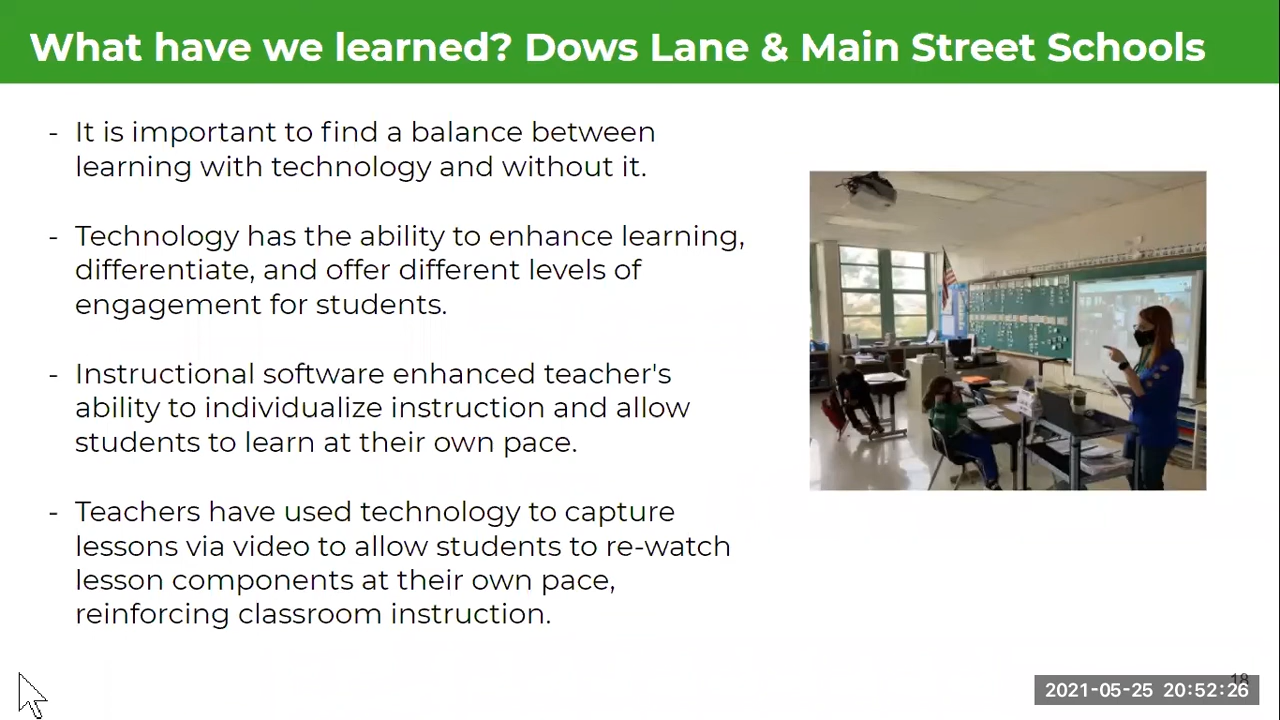 What have we learned? Dows Lane & Main Street Schools
- It is important to find a balance between
learning with technology and without it.
- Technology has the ability to enhance learning,
differentiate, and offer different levels of
engagement for students.
- Instructional software enhanced teacher's
ability to individualize instruction and allow
students to learn at their own pace.
- Teachers have used technology to capture
lessons via video to allow students to re-watch
lesson components at their own pace,
reinforcing classroom instruction.
18
2021-05-25 20:52:26